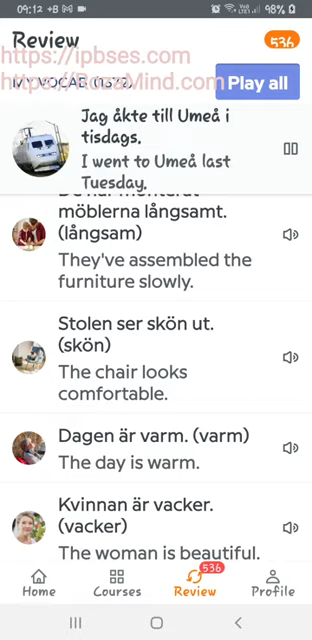 09:12 +B
98%
Review
536
https://ipbses.com
https://RosaMind.com
MY VOCAB
Play all
Jag åkte till Umeå i
tisdags.
I went to Umeå last
Tuesday.
möblerna långsamt.
(långsam)
They've assembled the
furniture slowly.
Stolen ser skön ut.
(skön)
The chair looks
comfortable.
Dagen är varm. (varm)
The day is warm.
Kvinnan är vacker.
(vacker)
The woman is beautiful.
536
Home Courses Review Profile